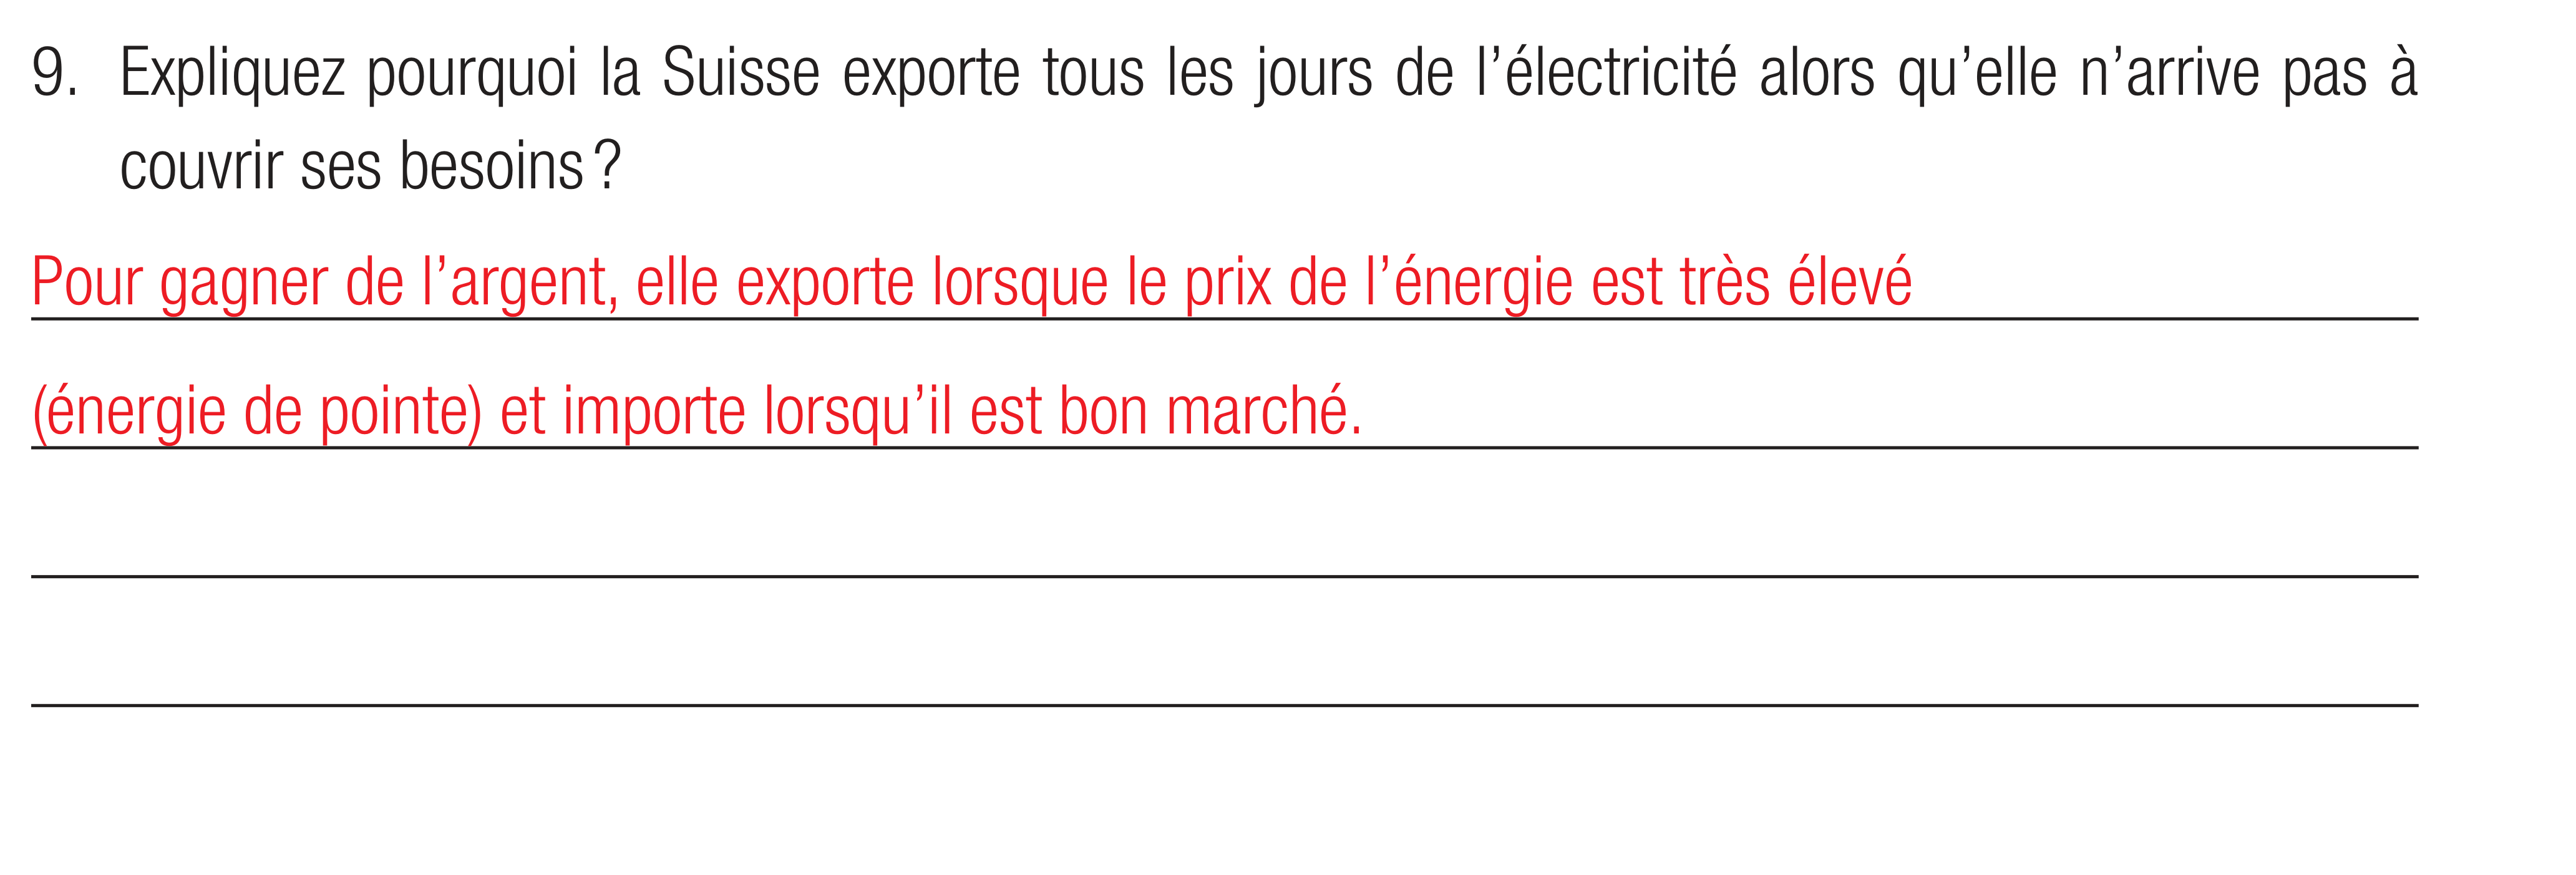 9. Expliquez pourquoi la Suisse exporte tous les jours de l’électricité alors qu’elle n’arrive pas à
couvrir ses besoins ?
Pour gagner de l’argent, elle exporte lorsque le prix de l’énergie est très élevé
(énergie de pointe) et importe lorsqu’il est bon marché.